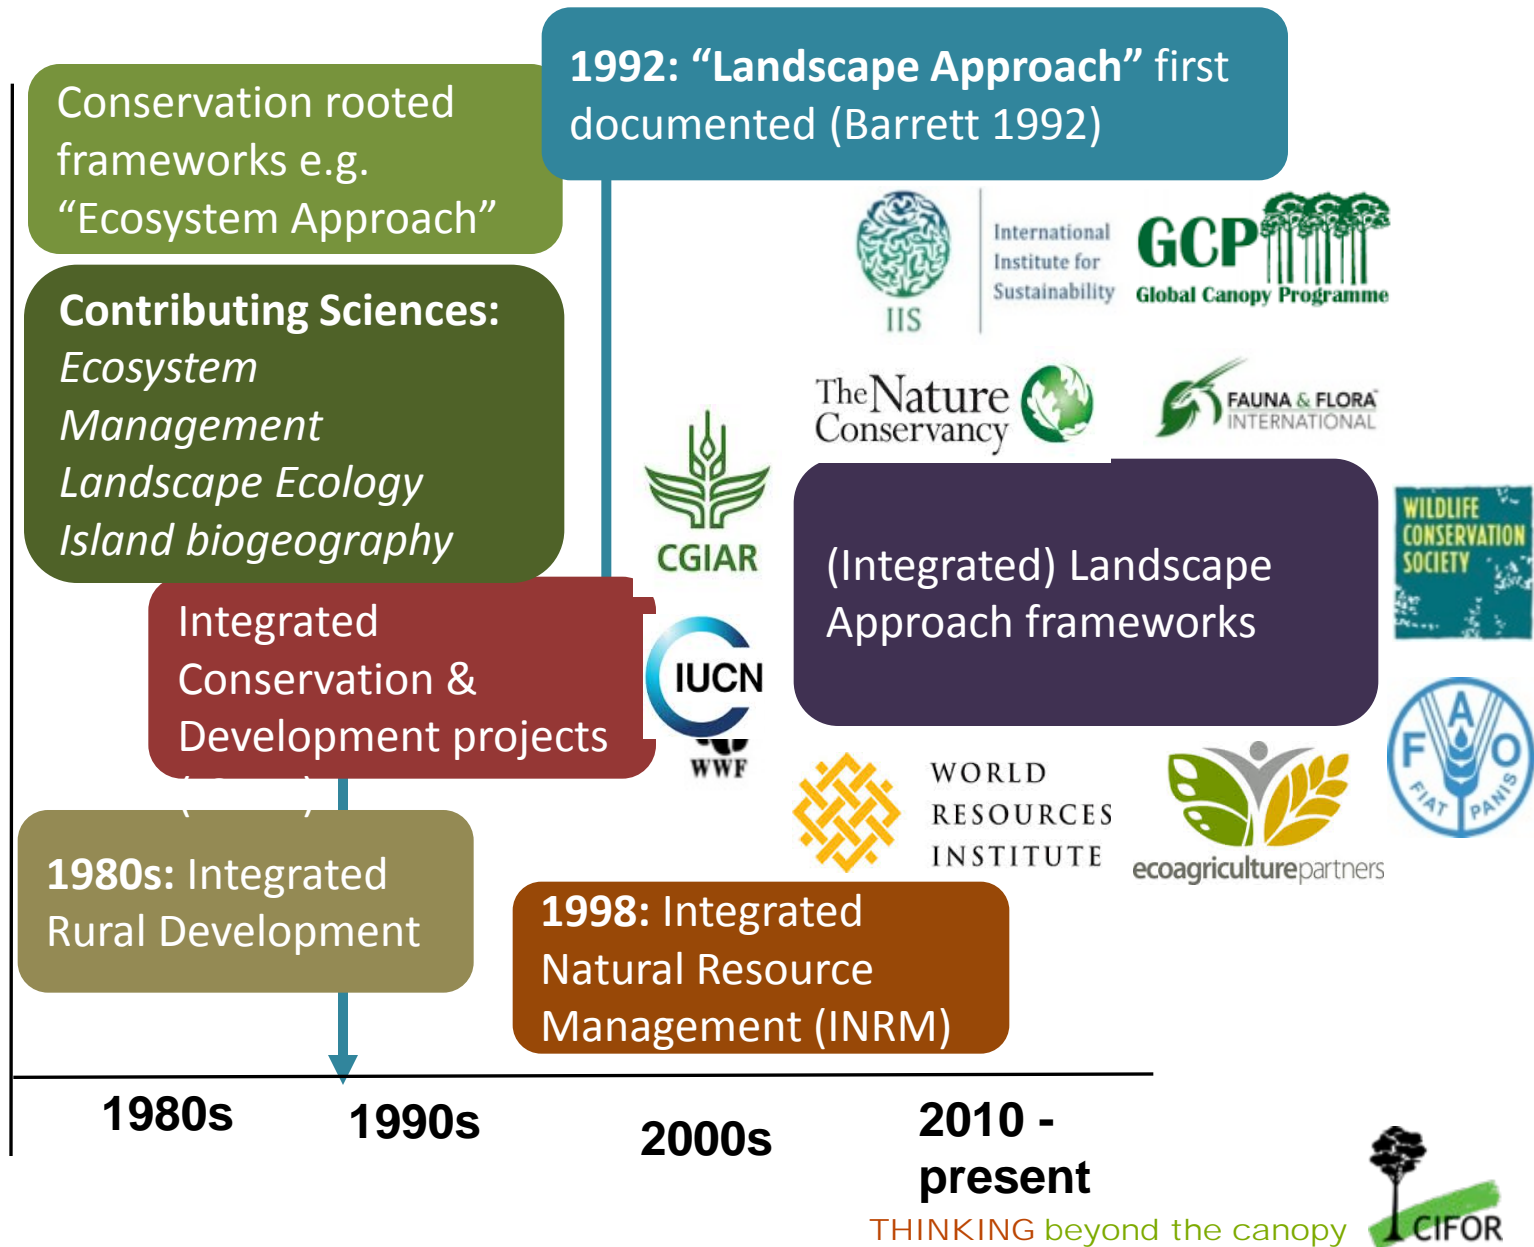 Conservation rooted
frameworks e.g.
“Ecosystem Approach”
1992: “Landscape Approach” first
documented (Barrett 1992)
Contributing Sciences:
Ecosystem
Management
Landscape Ecology
Island biogeography
IIS
International
Institute for
Sustainability
GCP
Global Canopy Programme
The Nature
Conservancy
FAUNA & FLORA
INTERNATIONAL
CGIAR
(Integrated) Landscape
Approach frameworks
WILDLIFE
CONSERVATION
SOCIETY
Integrated
Conservation &
Development projects
IUCN
WWF
WORLD
RESOURCES
INSTITUTE
ecoagriculturepartners
FAO
FIAT PANIS
1980s: Integrated
Rural Development
1998: Integrated
Natural Resource
Management (INRM)
1980s
1990s
2000s
2010 -
present
THINKING beyond the canopy
CIFOR